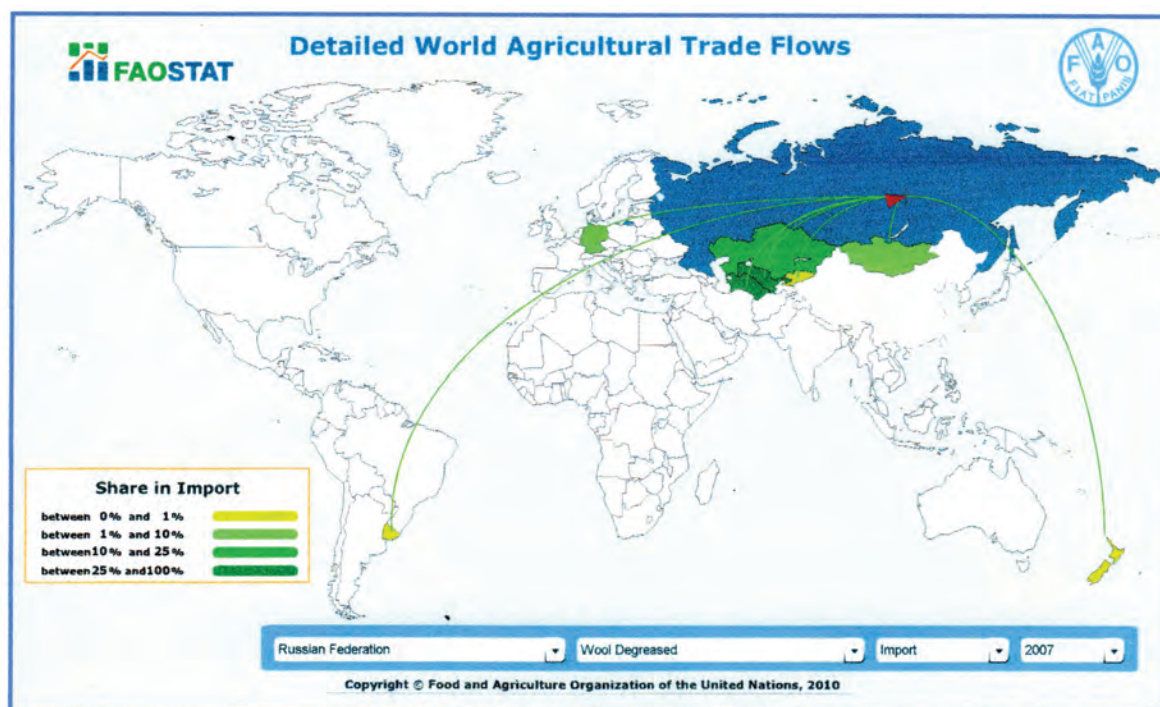 Detailed World Agricultural Trade Flows
FAOSTAT
F A O
FIAT PANIS
Share in Import
between 0% and 1%
between 1% and 10%
between10% and 25%
between25% and100%
Russian Federation
Wool Degreased
Import
2007
Copyright © Food and Agriculture Organization of the United Nations, 2010